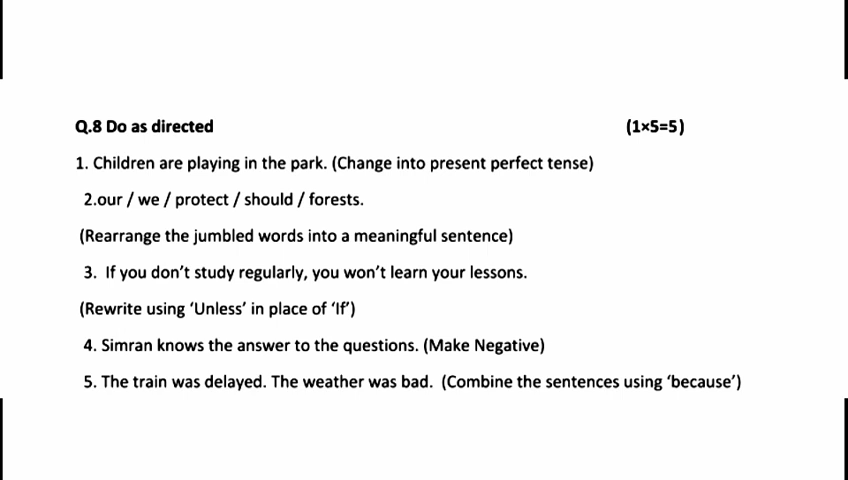 Q.8 Do as directed (1×5=5)
1. Children are playing in the park. (Change into present perfect tense)
2.our / we / protect / should / forests.
(Rearrange the jumbled words into a meaningful sentence)
3. If you don’t study regularly, you won’t learn your lessons.
(Rewrite using ‘Unless’ in place of ‘If’)
4. Simran knows the answer to the questions. (Make Negative)
5. The train was delayed. The weather was bad. (Combine the sentences using ‘because’)